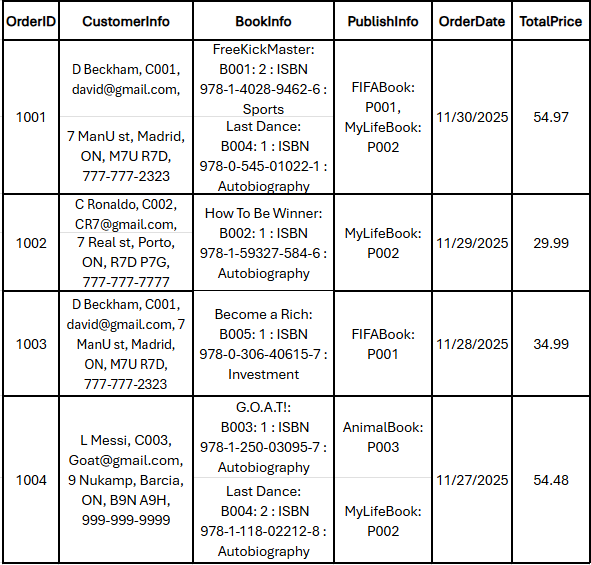 OrderID CustomerInfo BookInfo PublishInfo OrderDate TotalPrice
1001
D Beckham, C001,
david@gmail.com,
7 ManU st, Madrid,
ON, M7U R7D,
777-777-2323
FreeKickMaster:
B001: 2 : ISBN
978-1-4028-9462-6 :
Sports
Last Dance:
B004: 1 : ISBN
978-0-545-01022-1 :
Autobiography
FIFABook:
P001,
MyLifeBook:
P002
11/30/2025
54.97
1002
C Ronaldo, C002,
CR7@gmail.com,
7 Real st, Porto,
ON, R7D P7G,
777-777-7777
How To Be Winner:
B002: 1 : ISBN
978-1-59327-584-6 :
Autobiography
MyLifeBook:
P002
11/29/2025
29.99
1003
D Beckham, C001,
david@gmail.com, 7
ManU st, Madrid,
ON, M7U R7D,
777-777-2323
Become a Rich:
B005: 1 : ISBN
978-0-306-40615-7 :
Investment
FIFABook:
P001
11/28/2025
34.99
1004
L Messi, C003,
Goat@gmail.com,
9 Nukamp, Barcia,
ON, B9N A9H,
999-999-9999
G.O.A.T!:
B003: 1 : ISBN
978-1-250-03095-7 :
Autobiography
Last Dance:
B004: 2 : ISBN
978-1-118-02212-8 :
Autobiography
AnimalBook:
P003
MyLifeBook:
P002
11/27/2025
54.48